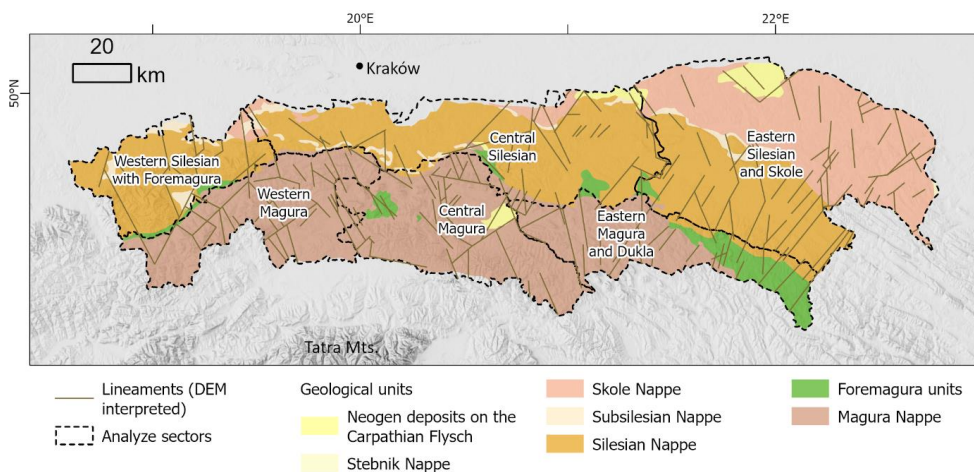 20°E
22°E
50°N
20
km
Kraków
Western Silesian
with Foremagura
Western
Magura
Central
Silesian
Central
Magura
Eastern
Magura
and Dukla
Eastern
Silesian
and Skole
Tatra Mts.
Lineaments (DEM
interpreted)
Analyze sectors
Geological units
Neogen deposits on the
Carpathian Flysch
Stebnik Nappe
Skole Nappe
Subsilesian Nappe
Silesian Nappe
Foremagura units
Magura Nappe